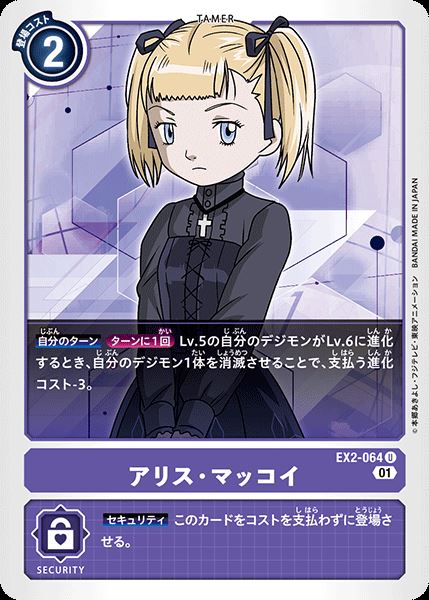 TAMER
登場コスト
2
自分のターン ターンに1回 Lv.5の自分のデジモンがLv.6に進化
するとき、自分のデジモン1体を消滅させることで、支払う進化
コスト-3。
©本郷あきよし・フジテレビ・東映アニメーション BANDAI MADE IN JAPAN
EX2-064 U
アリス・マッコイ
01
セキュリティ このカードをコストを支払わずに登場さ
せる。
SECURITY